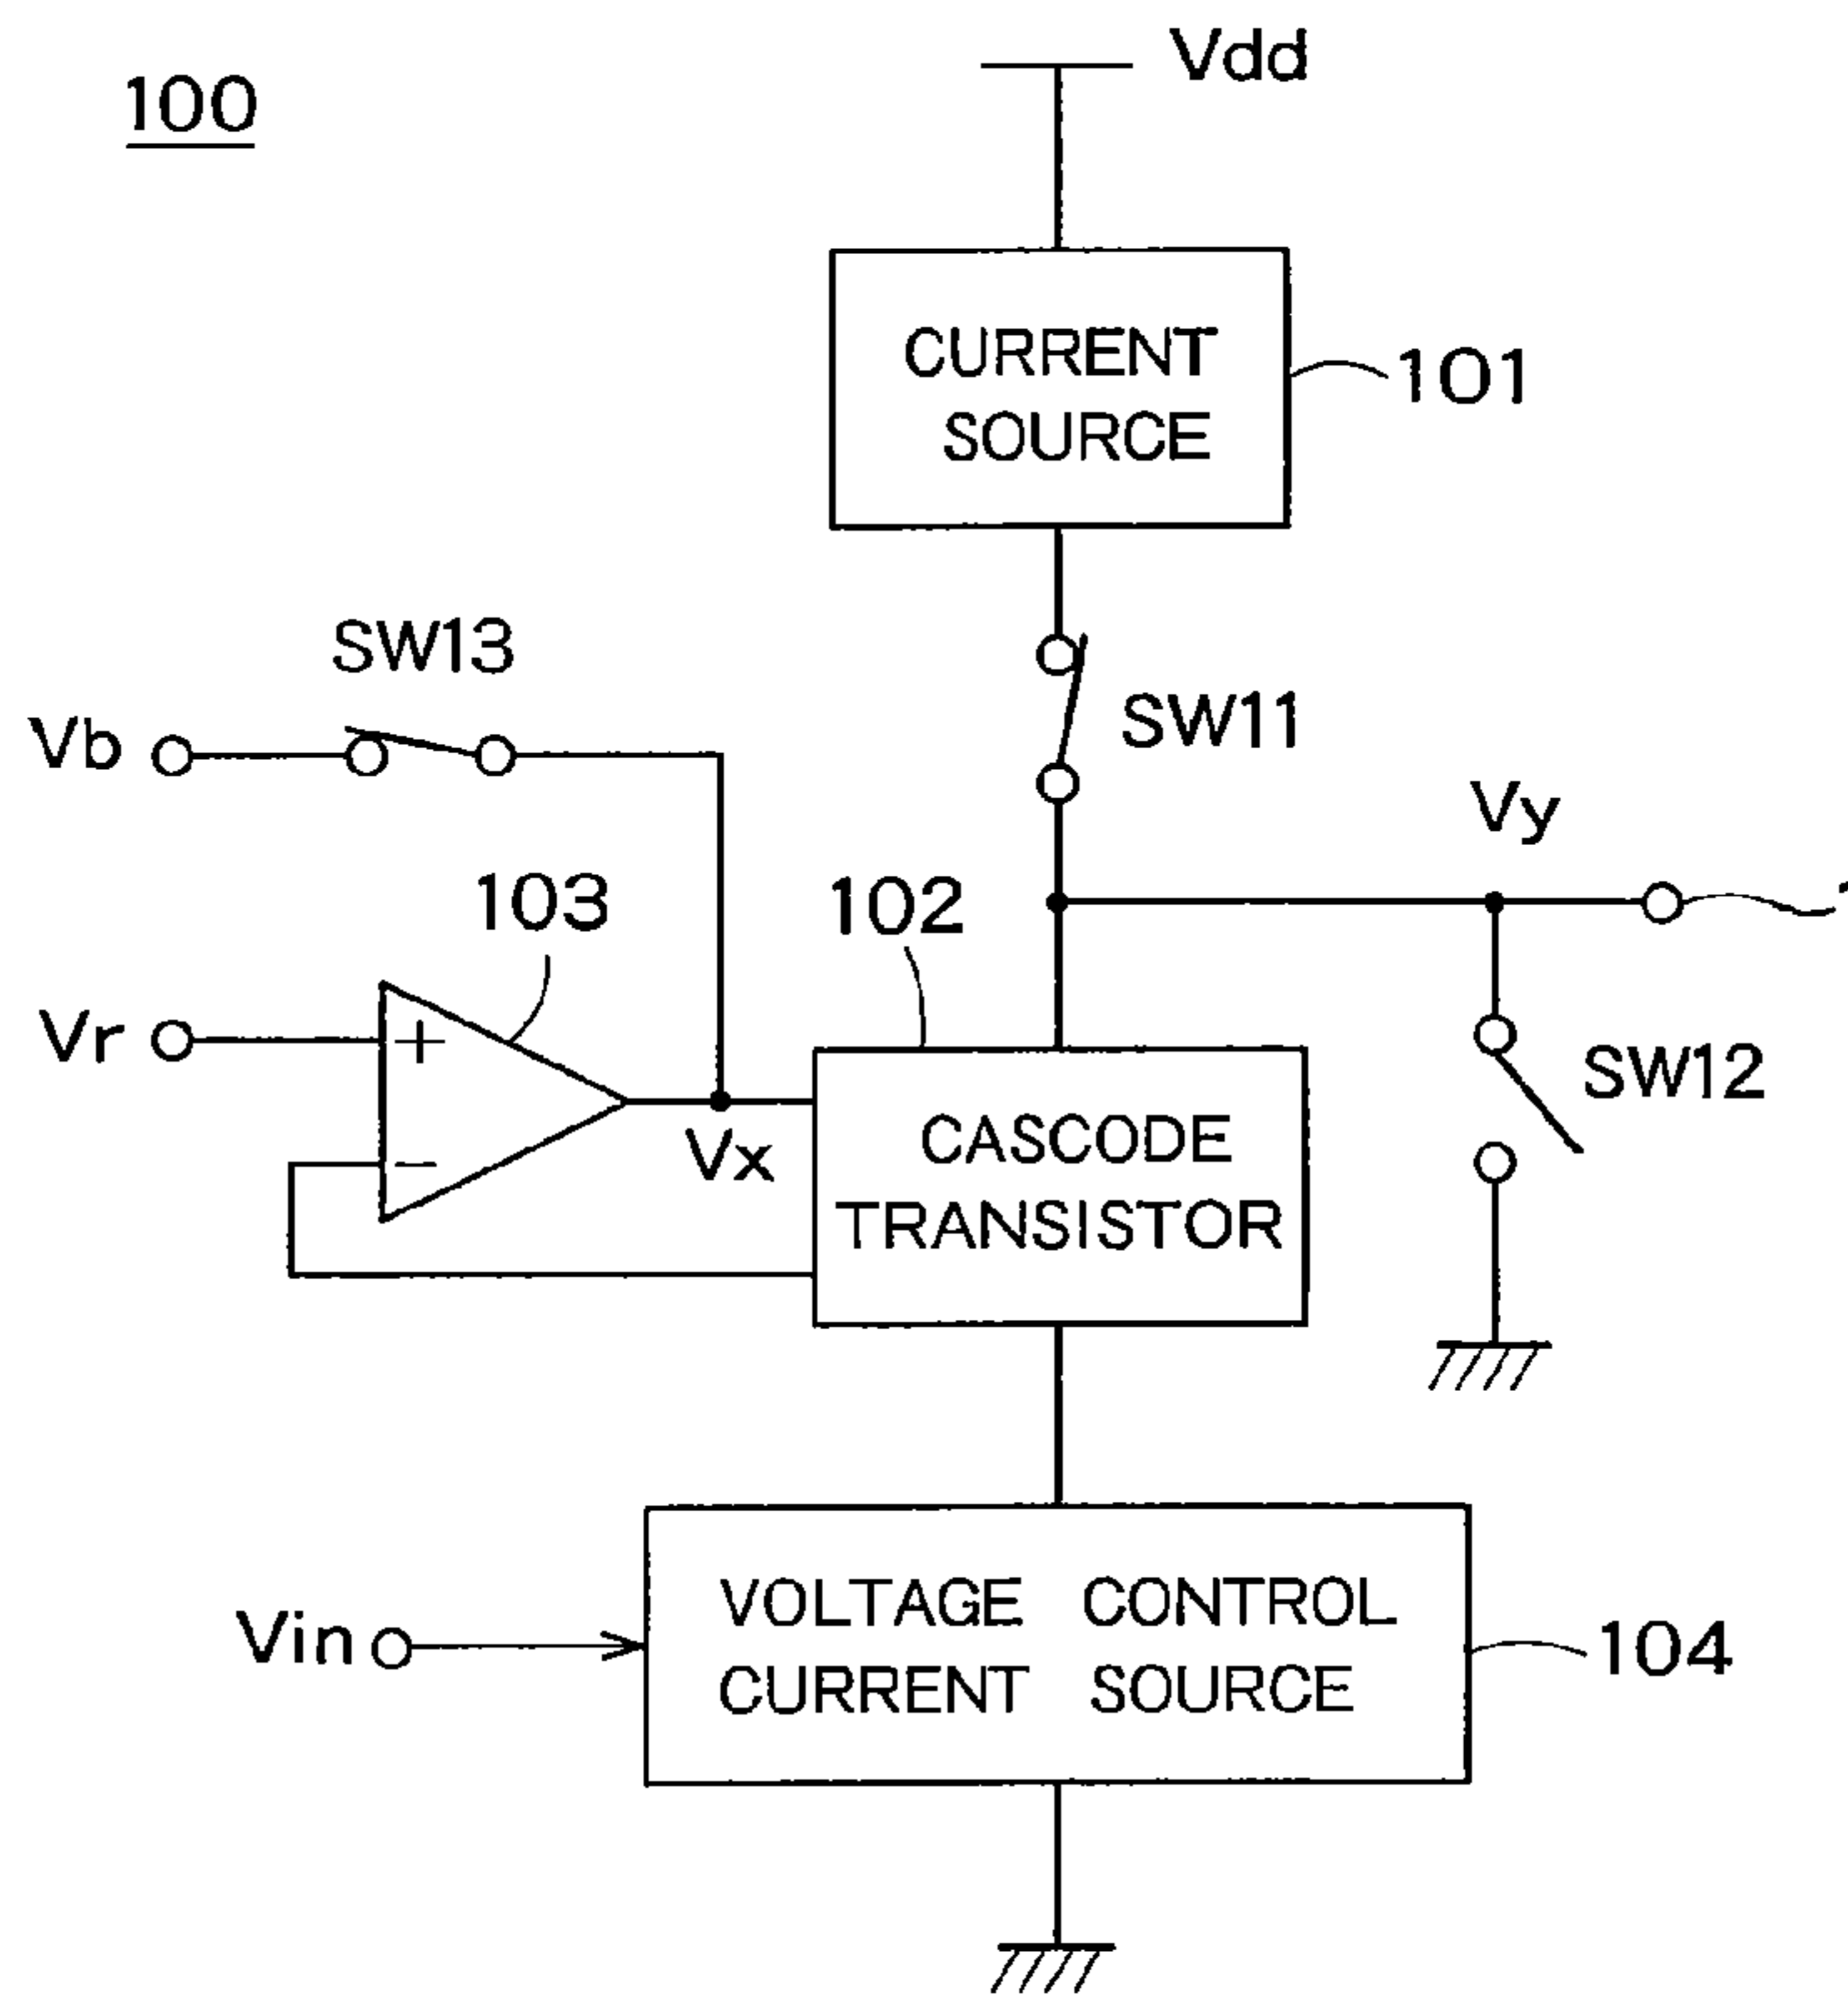 100
Vdd
CURRENT
SOURCE
101
SW13
Vb
SW11
Vy
103
102
Vr
+
−
Vx
CASCODE
TRANSISTOR
SW12
Vin
VOLTAGE CONTROL
CURRENT SOURCE
104